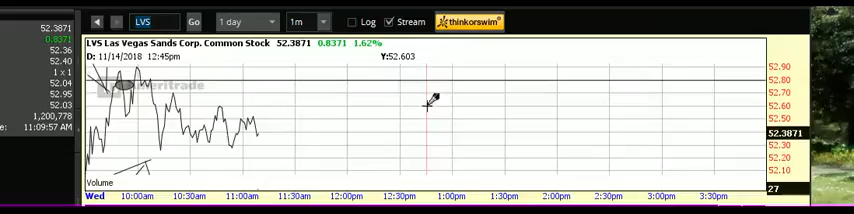 LVS Go 1 day 1m Log Stream thinkorswim
LVS Las Vegas Sands Corp. Common Stock 52.3871 0.8371 1.62%
D: 11/14/2018 12:45pm Y:52.603
52.3871
0.8371
52.36
52.40
1 x 1
52.04
52.95
52.03
1,200,778
e: 11:09:57 AM
meritrade
52.90
52.80
52.70
52.60
52.50
52.3871
52.30
52.20
52.10
Volume
27
Wed 10:00am 10:30am 11:00am 11:30am 12:00pm 12:30pm 1:00pm 1:30pm 2:00pm 2:30pm 3:00pm 3:30pm